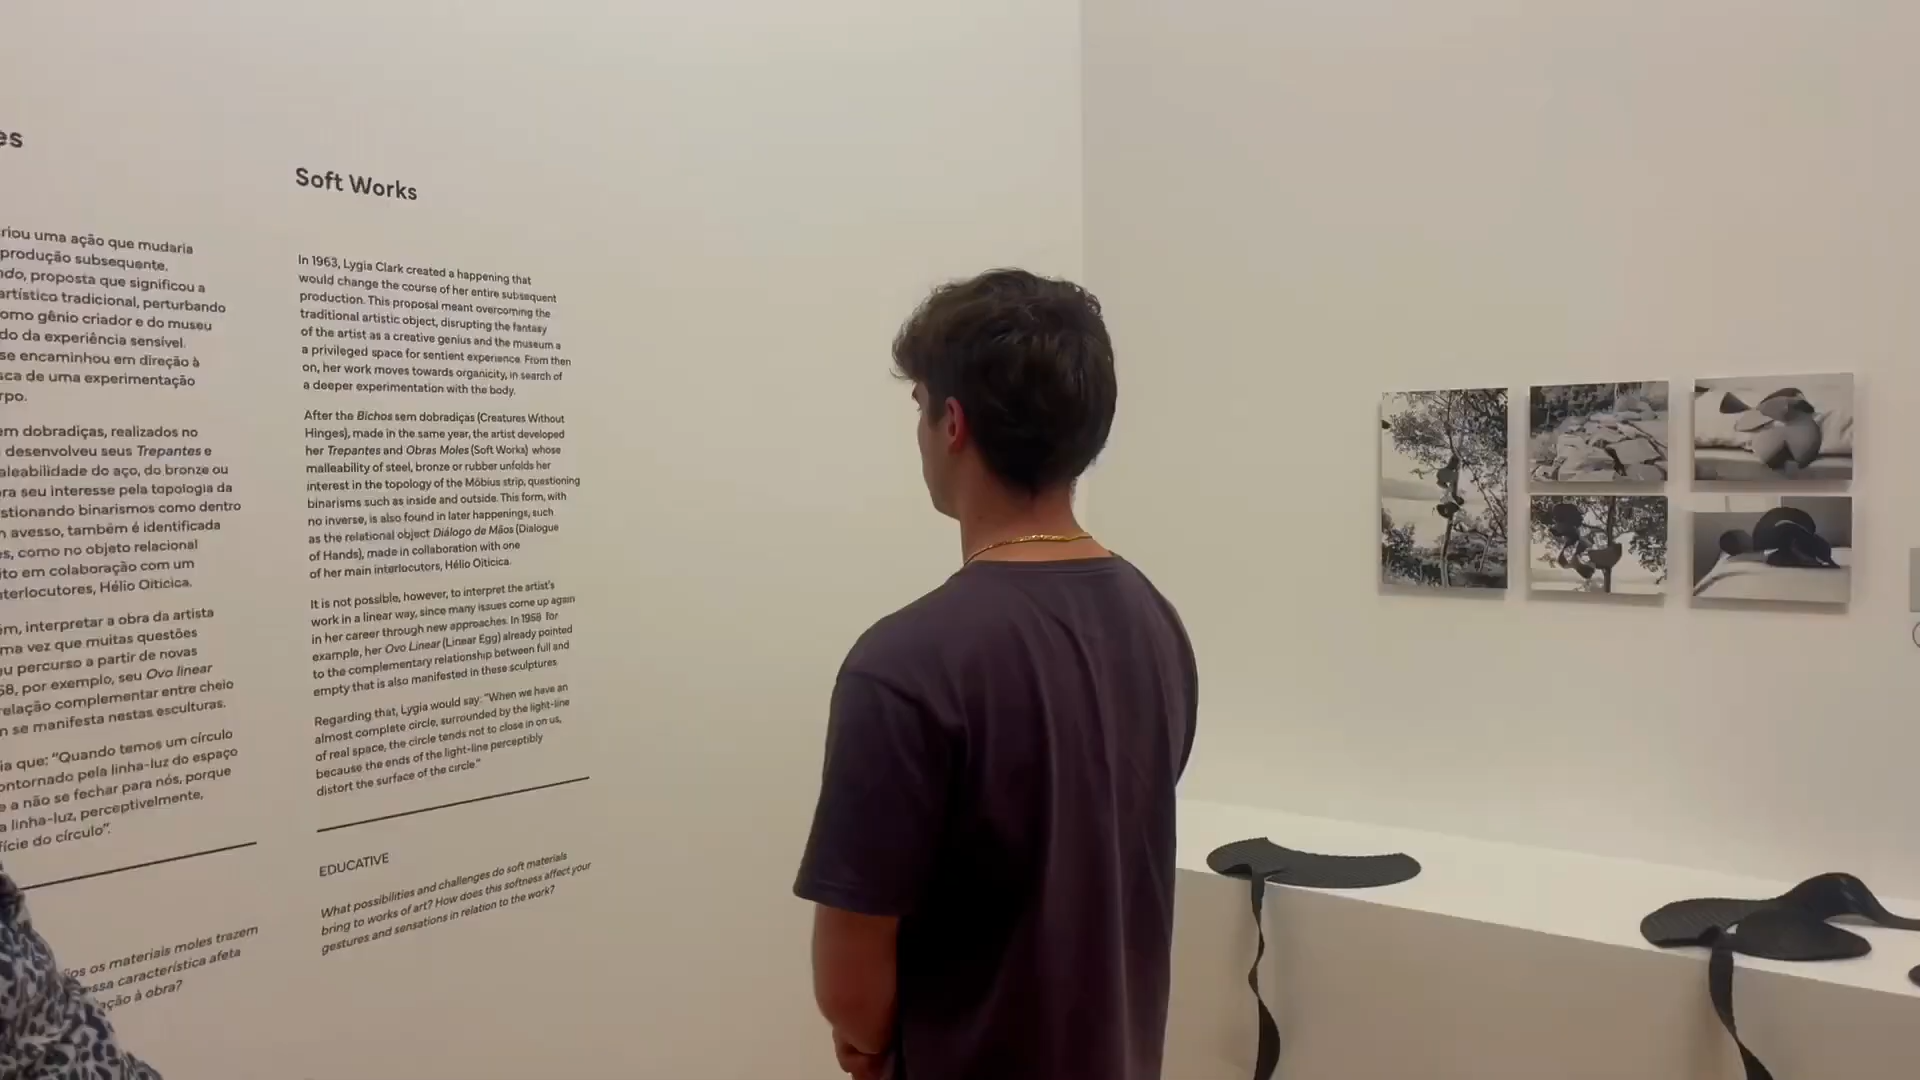 es
riou uma ação que mudaria
produção subsequente.
ndo, proposta que significou a
artístico tradicional, perturbando
omo gênio criador e do museu
do da experiência sensível.
se encaminhou em direção à
sca de uma experimentação
rpo.
em dobradiças, realizados no
desenvolveu seus Trepantes e
aleabilidade do aço, do bronze ou
ra seu interesse pela topologia da
stionando binarismos como dentro
m avesso, também é identificada
es, como no objeto relacional
ito em colaboração com um
nterlocutores, Hélio Oiticica.
ém, interpretar a obra da artista
ma vez que muitas questões
eu percurso a partir de novas
58, por exemplo, seu Ovo linear
relação complementar entre cheio
m se manifesta nestas esculturas.
ia que: "Quando temos um círculo
ontornado pela linha-luz do espaço
e a não se fechar para nós, porque
a linha-luz, perceptivelmente,
fície do círculo".
ios os materiais moles trazem
essa característica afeta
ação à obra?
Soft Works
In 1963, Lygia Clark created a happening that
would change the course of her entire subsequent
production. This proposal meant overcoming the
traditional artistic object, disrupting the fantasy
of the artist as a creative genius and the museum a
a privileged space for sentient experience. From then
on, her work moves towards organicity, in search of
a deeper experimentation with the body.
After the Bichos sem dobradiças (Creatures Without
Hinges), made in the same year, the artist developed
her Trepantes and Obras Moles (Soft Works) whose
malleability of steel, bronze or rubber unfolds her
interest in the topology of the Möbius strip, questioning
binarisms such as inside and outside. This form, with
no inverse, is also found in later happenings, such
as the relational object Diálogo de Mãos (Dialogue
of Hands), made in collaboration with one
of her main interlocutors, Hélio Oiticica.
It is not possible, however, to interpret the artist's
work in a linear way, since many issues come up again
in her career through new approaches. In 1958 for
example, her Ovo Linear (Linear Egg) already pointed
to the complementary relationship between full and
empty that is also manifested in these sculptures
Regarding that, Lygia would say: "When we have an
almost complete circle, surrounded by the light-line
of real space, the circle tends not to close in on us,
because the ends of the light-line perceptibly
distort the surface of the circle."
EDUCATIVE
What possibilities and challenges do soft materials
bring to works of art? How does this softness affect your
gestures and sensations in relation to the work?